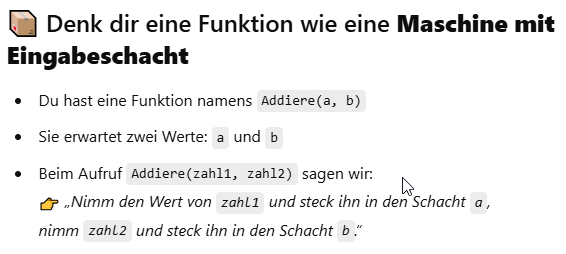 📦 Denk dir eine Funktion wie eine Maschine mit
Eingabeschacht
• Du hast eine Funktion namens Addiere(a, b)
• Sie erwartet zwei Werte: a und b
• Beim Aufruf Addiere(zahl1, zahl2) sagen wir:
👉 „Nimm den Wert von zahl1 und steck ihn in den Schacht a,
nimm zahl2 und steck ihn in den Schacht b.“